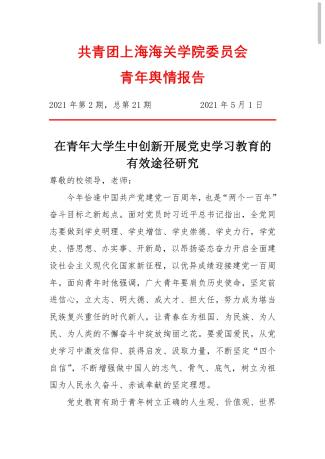 共青团上海海关学院委员会
青年舆情报告
2021 年第 2 期，总第 21 期 2021 年 5 月 1 日
在青年大学生中创新开展党史学习教育的
有效途径研究
尊敬的校领导，老师：
今年恰逢中国共产党建党一百周年，也是“两个一百年”
奋斗目标之新起点。面对党员时习近平总书记指出，全党同
志要做到学史明理、学史增信、学史崇德、学史力行，学党
史、悟思想、办实事、开新局，以昂扬姿态奋力开启全面建
设社会主义现代化国家新征程，以优异成绩迎接建党一百周
年。面向青年时他强调，广大青年要肩负历史使命，坚定前
进信心，立大志、明大德、成大才、担大任，努力成为堪当
民族复兴重任的时代新人，让青春在为祖国、为民族、为人
民、为人类的不懈奋斗中绽放绚丽之花。要爱国爱民，从党
史学习中激发信仰、获得启发、汲取力量，不断坚定“四个
自信”，不断增强做中国人的志气、骨气、底气，树立为祖
国为人民永久奋斗、赤诚奉献的坚定理想。
党史教育有助于青年树立正确的人生观、价值观、世界